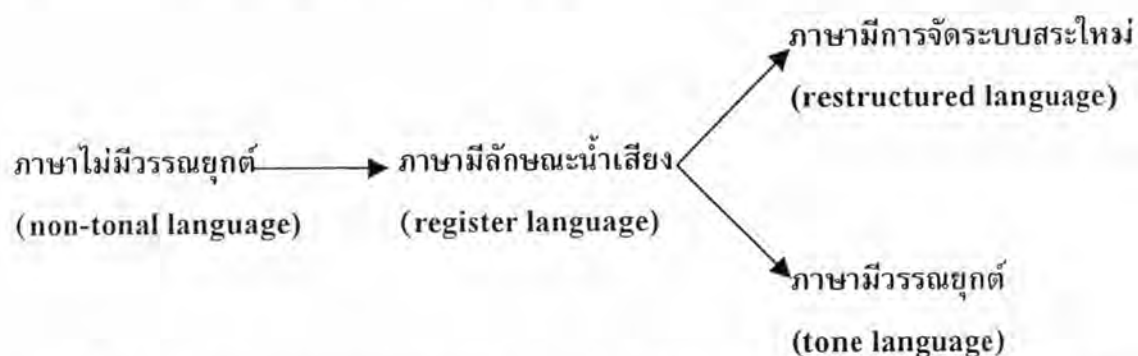 ภาษาไม่มีวรรณยุกต์
(non-tonal language)
ภาษามีลักษณะน้ำเสียง
(register language)
ภาษามีการจัดระบบสระใหม่
(restructured language)
ภาษามีวรรณยุกต์
(tone language)